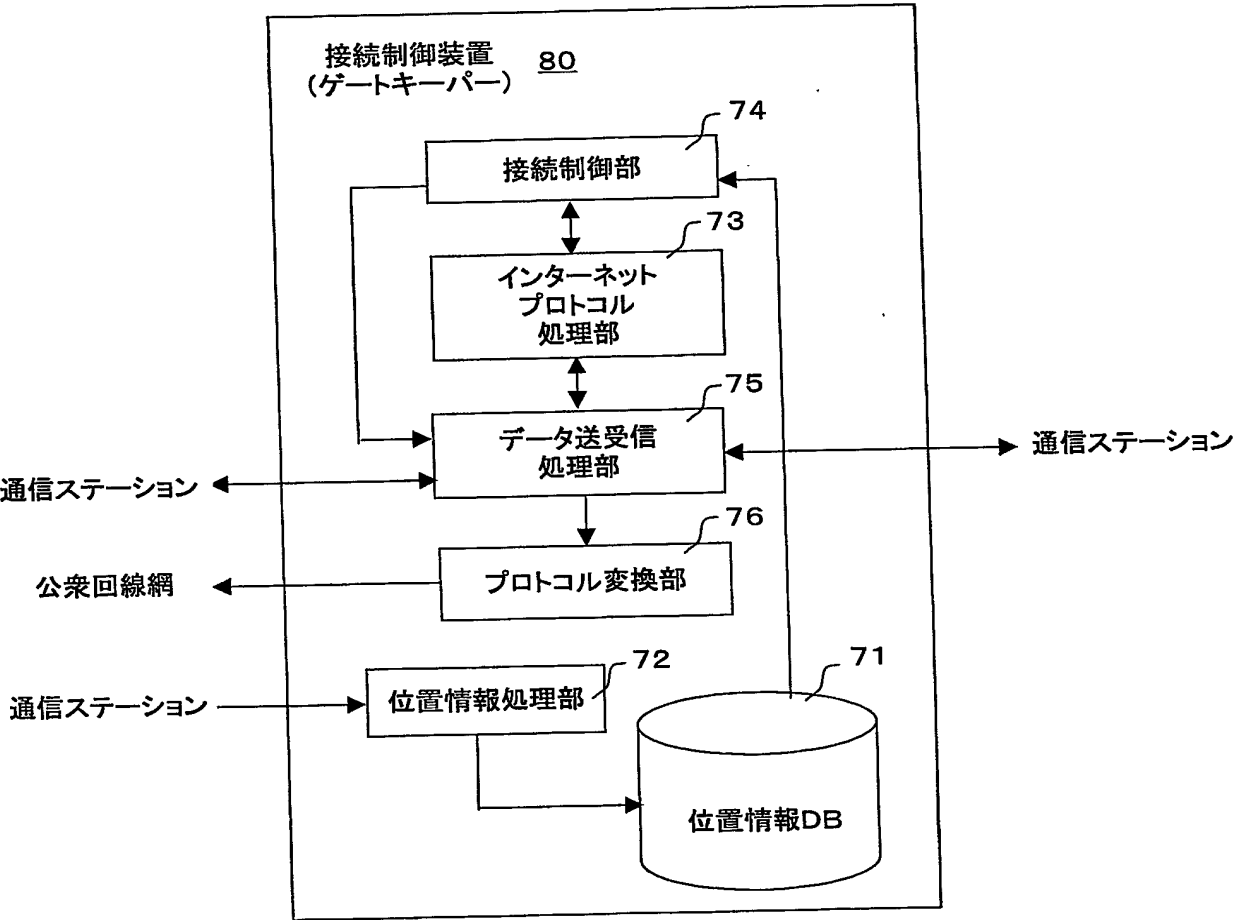 接続制御装置
(ゲートキーパー)
80
74
接続制御部
73
インターネット
プロトコル
処理部
75
データ送受信
処理部
通信ステーション
通信ステーション
76
プロトコル変換部
公衆回線網
72
位置情報処理部
通信ステーション
71
位置情報DB